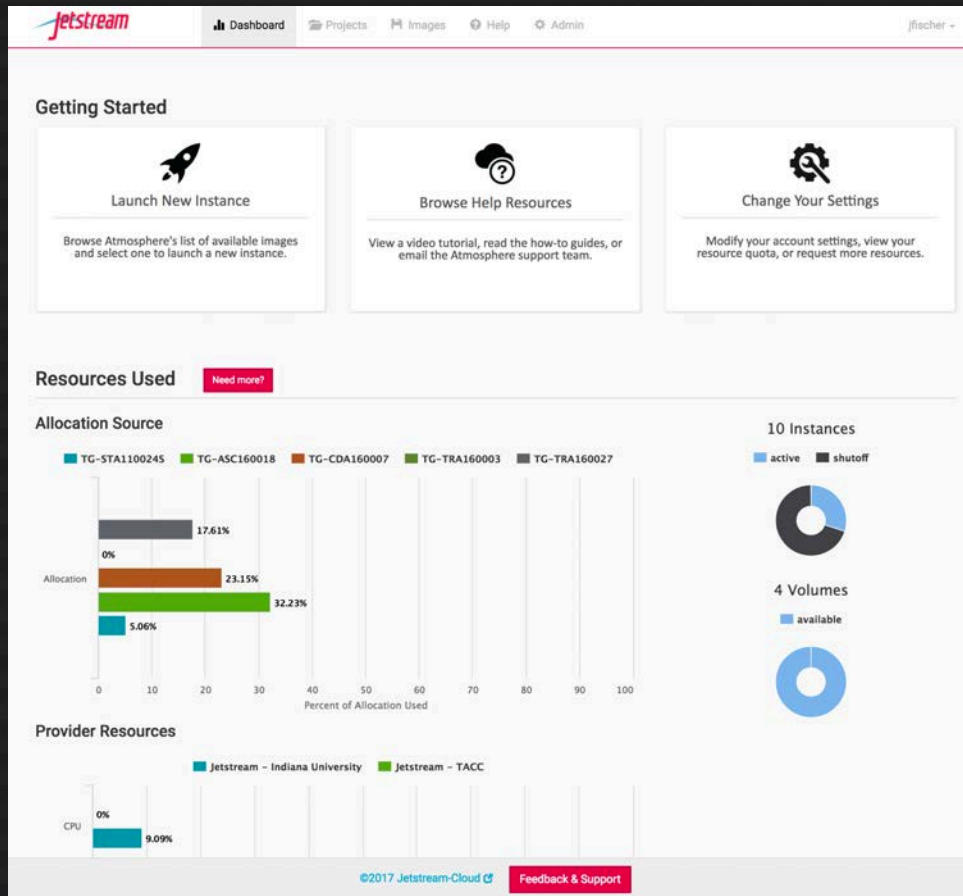 Jetstream
Dashboard Projects Images Help Admin jfischer
Getting Started
Launch New Instance
Browse Atmosphere's list of available images
and select one to launch a new instance.
Browse Help Resources
View a video tutorial, read the how-to guides, or
email the Atmosphere support team.
Change Your Settings
Modify your account settings, view your
resource quota, or request more resources.
Resources Used Need more?
Allocation Source
TG-STA110024S TG-ASC160018 TG-CDA160007 TG-TRA160003 TG-TRA160027
17.61%
0%
Allocation
23.15%
32.23%
5.06%
0 10 20 30 40 50 60 70 80 90 100
Percent of Allocation Used
10 Instances
active shutoff
4 Volumes
available
Provider Resources
Jetstream - Indiana University Jetstream - TACC
0%
CPU
9.09%
©2017 Jetstream-Cloud Feedback & Support